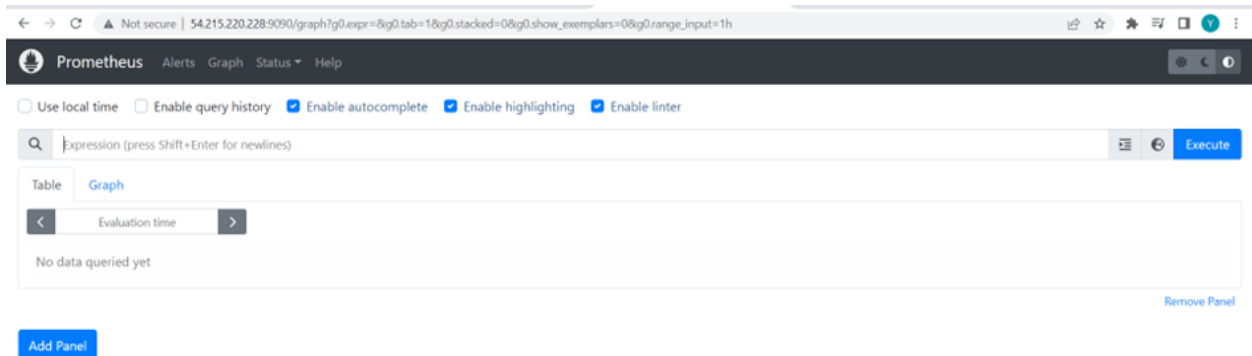 Not secure | 54.215.220.228:9090/graph?g0.expr=&g0.tab=1&g0.stacked=0&g0.show_exemplars=0&g0.range_input=1h
Y
Prometheus Alerts Graph Status Help
Use local time Enable query history Enable autocomplete Enable highlighting Enable linter
Expression (press Shift+Enter for newlines) Execute
Table Graph
Evaluation time
No data queried yet
Remove Panel
Add Panel